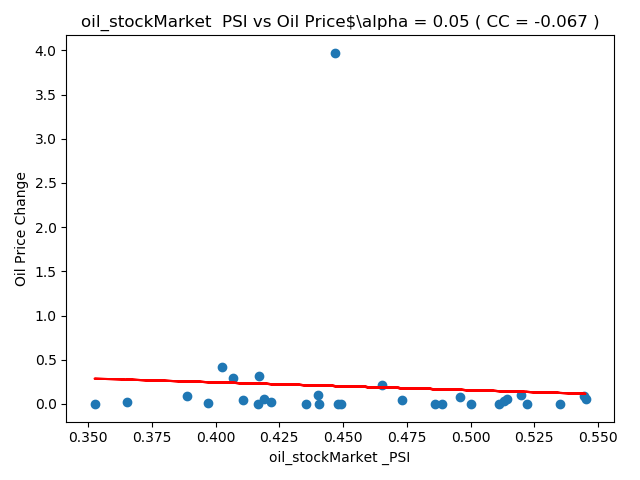 oil_stockMarket  PSI vs Oil Price$\alpha = 0.05 ( CC = -0.067 )
4.0
3.5
3.0
2.5
2.0
1.5
1.0
0.5
0.0
Oil Price Change
0.350 0.375 0.400 0.425 0.450 0.475 0.500 0.525 0.550
oil_stockMarket _PSI